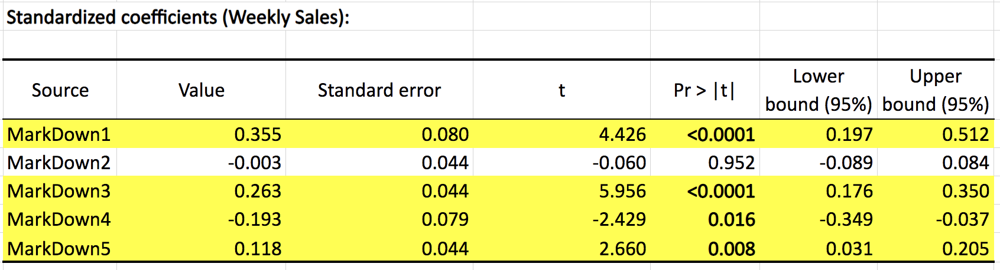 Standardized coefficients (Weekly Sales):
Source Value Standard error t Pr > |t| Lower bound (95%) Upper bound (95%)
MarkDown1 0.355 0.080 4.426 <0.0001 0.197 0.512
MarkDown2 -0.003 0.044 -0.060 0.952 -0.089 0.084
MarkDown3 0.263 0.044 5.956 <0.0001 0.176 0.350
MarkDown4 -0.193 0.079 -2.429 0.016 -0.349 -0.037
MarkDown5 0.118 0.044 2.660 0.008 0.031 0.205